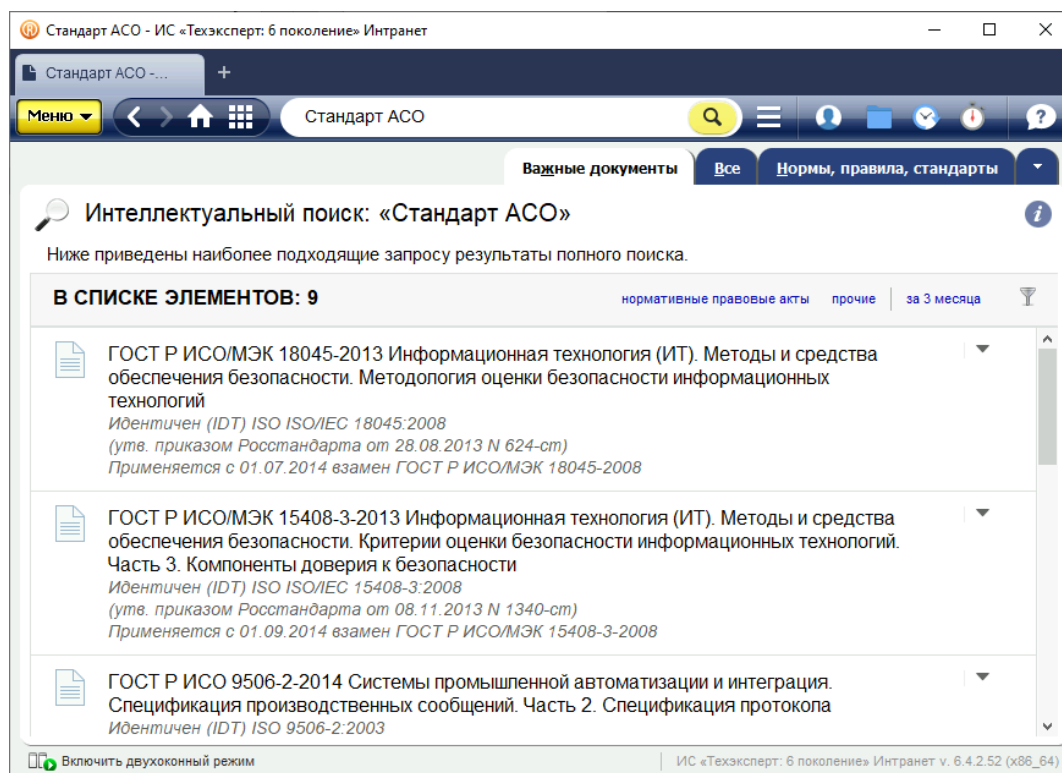 Стандарт АСО - ИС «Техэксперт: 6 поколение» Интранет
Стандарт АСО -...
Меню
Стандарт АСО
Важные документы
Все
Нормы, правила, стандарты
Интеллектуальный поиск: «Стандарт АСО»
Ниже приведены наиболее подходящие запросу результаты полного поиска.
В СПИСКЕ ЭЛЕМЕНТОВ: 9
нормативные правовые акты
прочие
за 3 месяца
ГОСТ Р ИСО/МЭК 18045-2013 Информационная технология (ИТ). Методы и средства
обеспечения безопасности. Методология оценки безопасности информационных
технологий
Идентичен (IDT) ISO ISO/IEC 18045:2008
(утв. приказом Росстандарта от 28.08.2013 N 624-ст)
Применяется с 01.07.2014 взамен ГОСТ Р ИСО/МЭК 18045-2008
ГОСТ Р ИСО/МЭК 15408-3-2013 Информационная технология (ИТ). Методы и средства
обеспечения безопасности. Критерии оценки безопасности информационных технологий.
Часть 3. Компоненты доверия к безопасности
Идентичен (IDT) ISO ISO/IEC 15408-3:2008
(утв. приказом Росстандарта от 08.11.2013 N 1340-ст)
Применяется с 01.09.2014 взамен ГОСТ Р ИСО/МЭК 15408-3-2008
ГОСТ Р ИСО 9506-2-2014 Системы промышленной автоматизации и интеграция.
Спецификация производственных сообщений. Часть 2. Спецификация протокола
Идентичен (IDT) ISO 9506-2:2003
Включить двухоконный режим
ИС «Техэксперт: 6 поколение» Интранет v. 6.4.2.52 (x86_64)